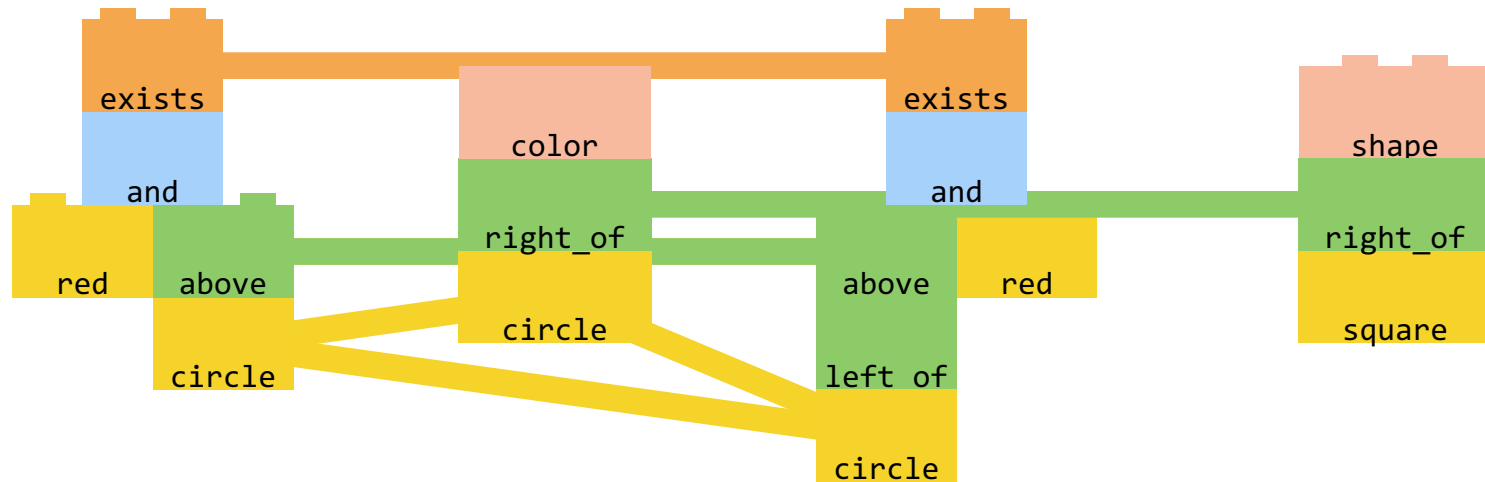 exists exists
color shape
and and
right_of right_of
red above above red
circle square
circle left_of
circle